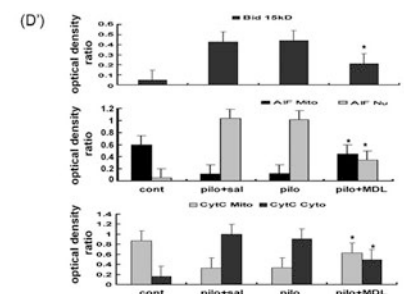 (D')
Bid 15kD
optical density ratio
0.6
0.5
0.4
0.3
0.2
0.1
0
*
AIF Mito AIF Nu
optical density ratio
1.2
1
0.8
0.6
0.4
0.2
0
* *
cont pilo+sal pilo pilo+MDL
CytC Mito CytC Cyto
optical density ratio
1.2
1
0.8
0.6
0.4
0.2
0
* *
cont pilo+sal pilo pilo+MDL